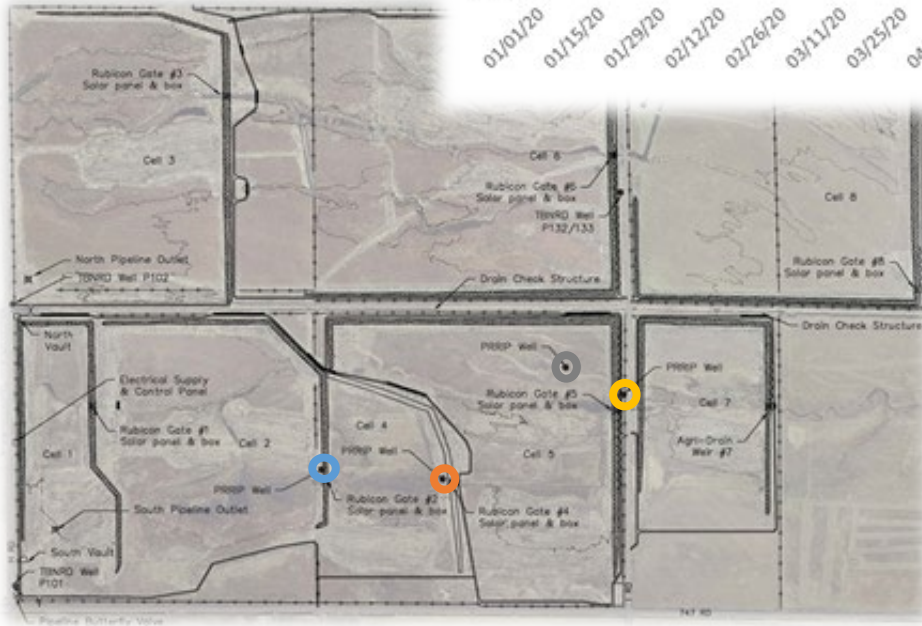 01/01/20
01/15/20
01/29/20
02/12/20
02/26/20
03/11/20
03/25/20
Rubicon Gate #3
Solar panel & box
Cell 3
Cell 6
Rubicon Gate #6
Solar panel & box
TBNRD Well
P132/133
Cell 8
North Pipeline Outlet
TBNRD Well P102
Rubicon Gate #8
Solar panel & box
Drain Check Structure
Drain Check Structure
North
Vault
PRRIP Well
PRRIP Well
Electrical Supply
& Control Panel
Rubicon Gate #5
Solar panel & box
Cell 7
Rubicon Gate #1
Solar panel & box
Cell 2
Cell 4
Agri-Drain
Weir #7
Cell 1
PRRIP Well
Cell 5
PRRIP Well
Rubicon Gate #2
Solar panel & box
South Pipeline Outlet
Rubicon Gate #4
Solar panel & box
South Vault
TBNRD Well
P101
747 RD
Pipeline Butterfly Valve